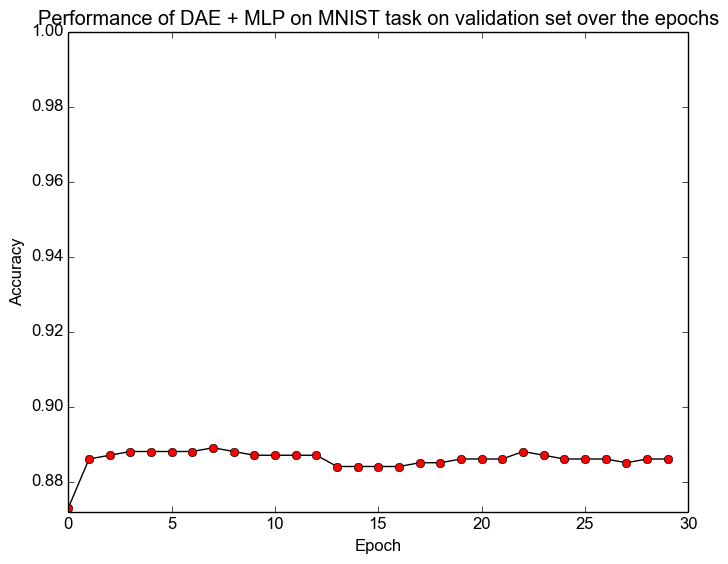 Performance of DAE + MLP on MNIST task on validation set over the epochs
1.00
0.98
0.96
0.94
0.92
0.90
0.88
Accuracy
0 5 10 15 20 25 30
Epoch